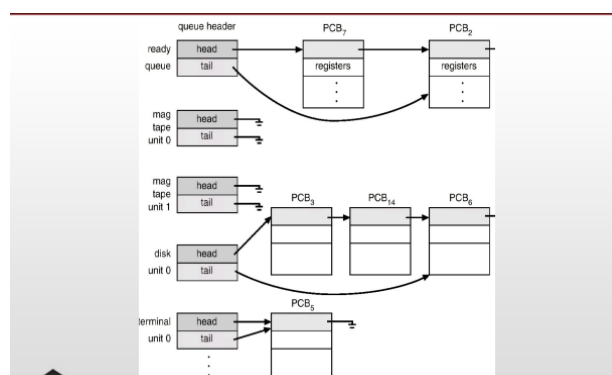 queue header PCB7 PCB2
ready head
queue tail registers registers
mag head
tape
unit 0 tail
mag head
tape
unit 1 tail
PCB3 PCB14 PCB6
disk head
unit 0 tail
PCB5
terminal head
unit 0 tail